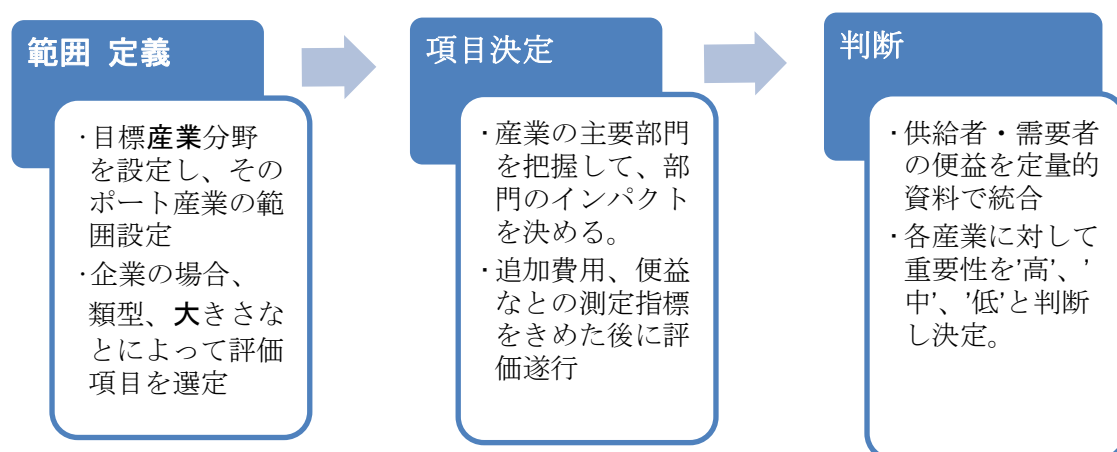 範囲 定義
・目標産業分野
を設定し、その
ポート産業の範
囲設定
・企業の場合、
類型、大きさな
とによって評価
項目を選定
項目決定
・産業の主要部門
を把握して、部
門のインパクト
を決める。
・追加費用、便益
なとの測定指標
をきめた後に評
価遂行
判断
・供給者・需要者
の便益を定量的
資料で統合
・各産業に対して
重要性を'高'、'
中'、'低'と判断
し決定。